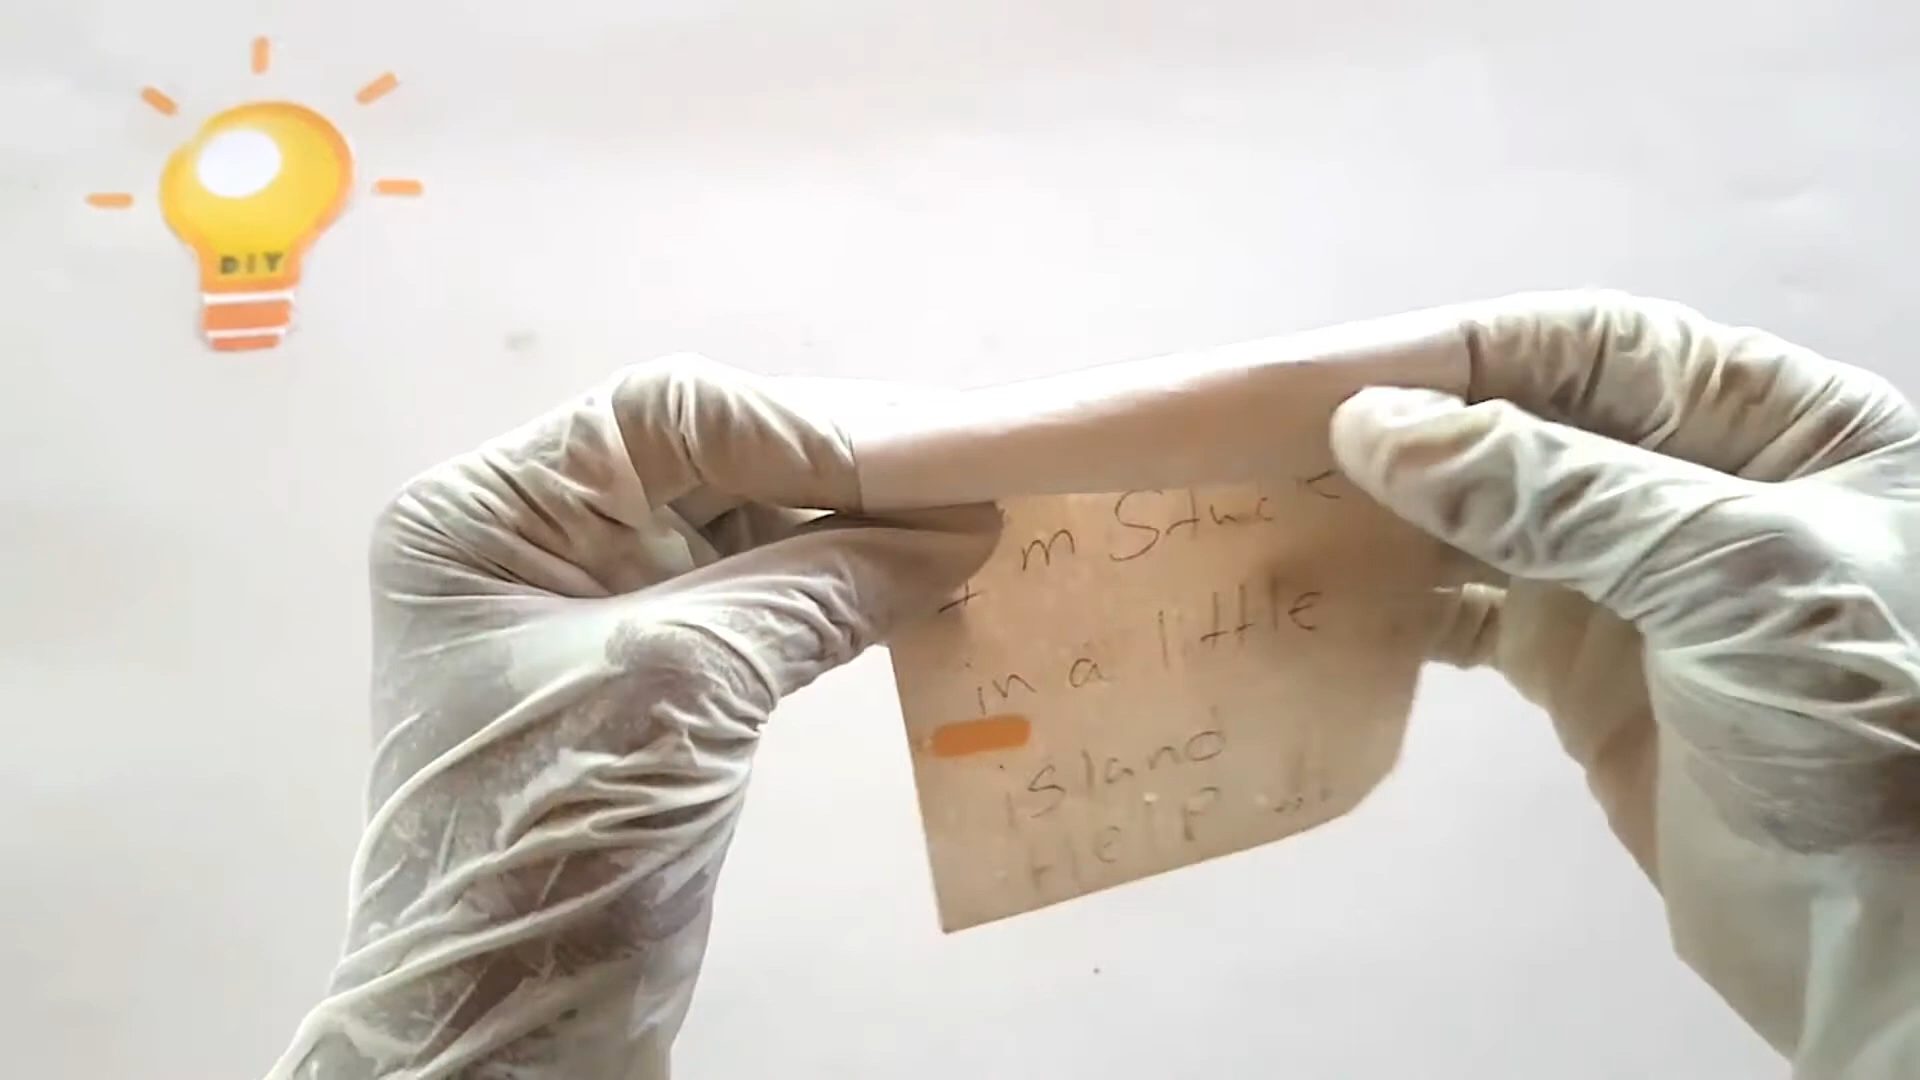 DIY
I m Stuck
in a little
island
Help